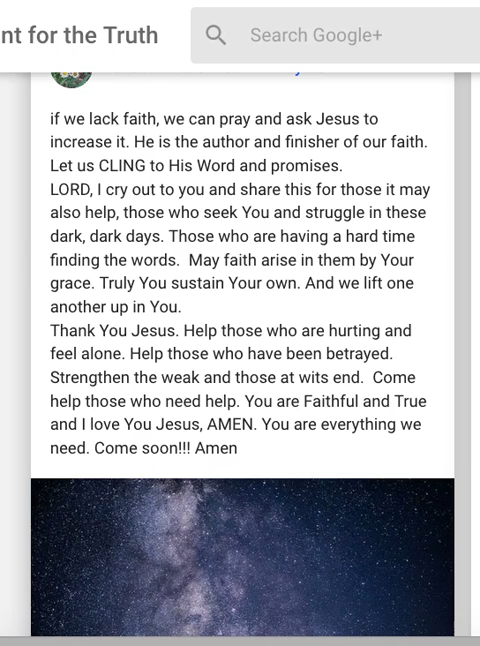 nt for the Truth
Search Google+
if we lack faith, we can pray and ask Jesus to
increase it. He is the author and finisher of our faith.
Let us CLING to His Word and promises.
LORD, I cry out to you and share this for those it may
also help, those who seek You and struggle in these
dark, dark days. Those who are having a hard time
finding the words.  May faith arise in them by Your
grace. Truly You sustain Your own. And we lift one
another up in You.
Thank You Jesus. Help those who are hurting and
feel alone. Help those who have been betrayed.
Strengthen the weak and those at wits end.  Come
help those who need help. You are Faithful and True
and I love You Jesus, AMEN. You are everything we
need. Come soon!!! Amen